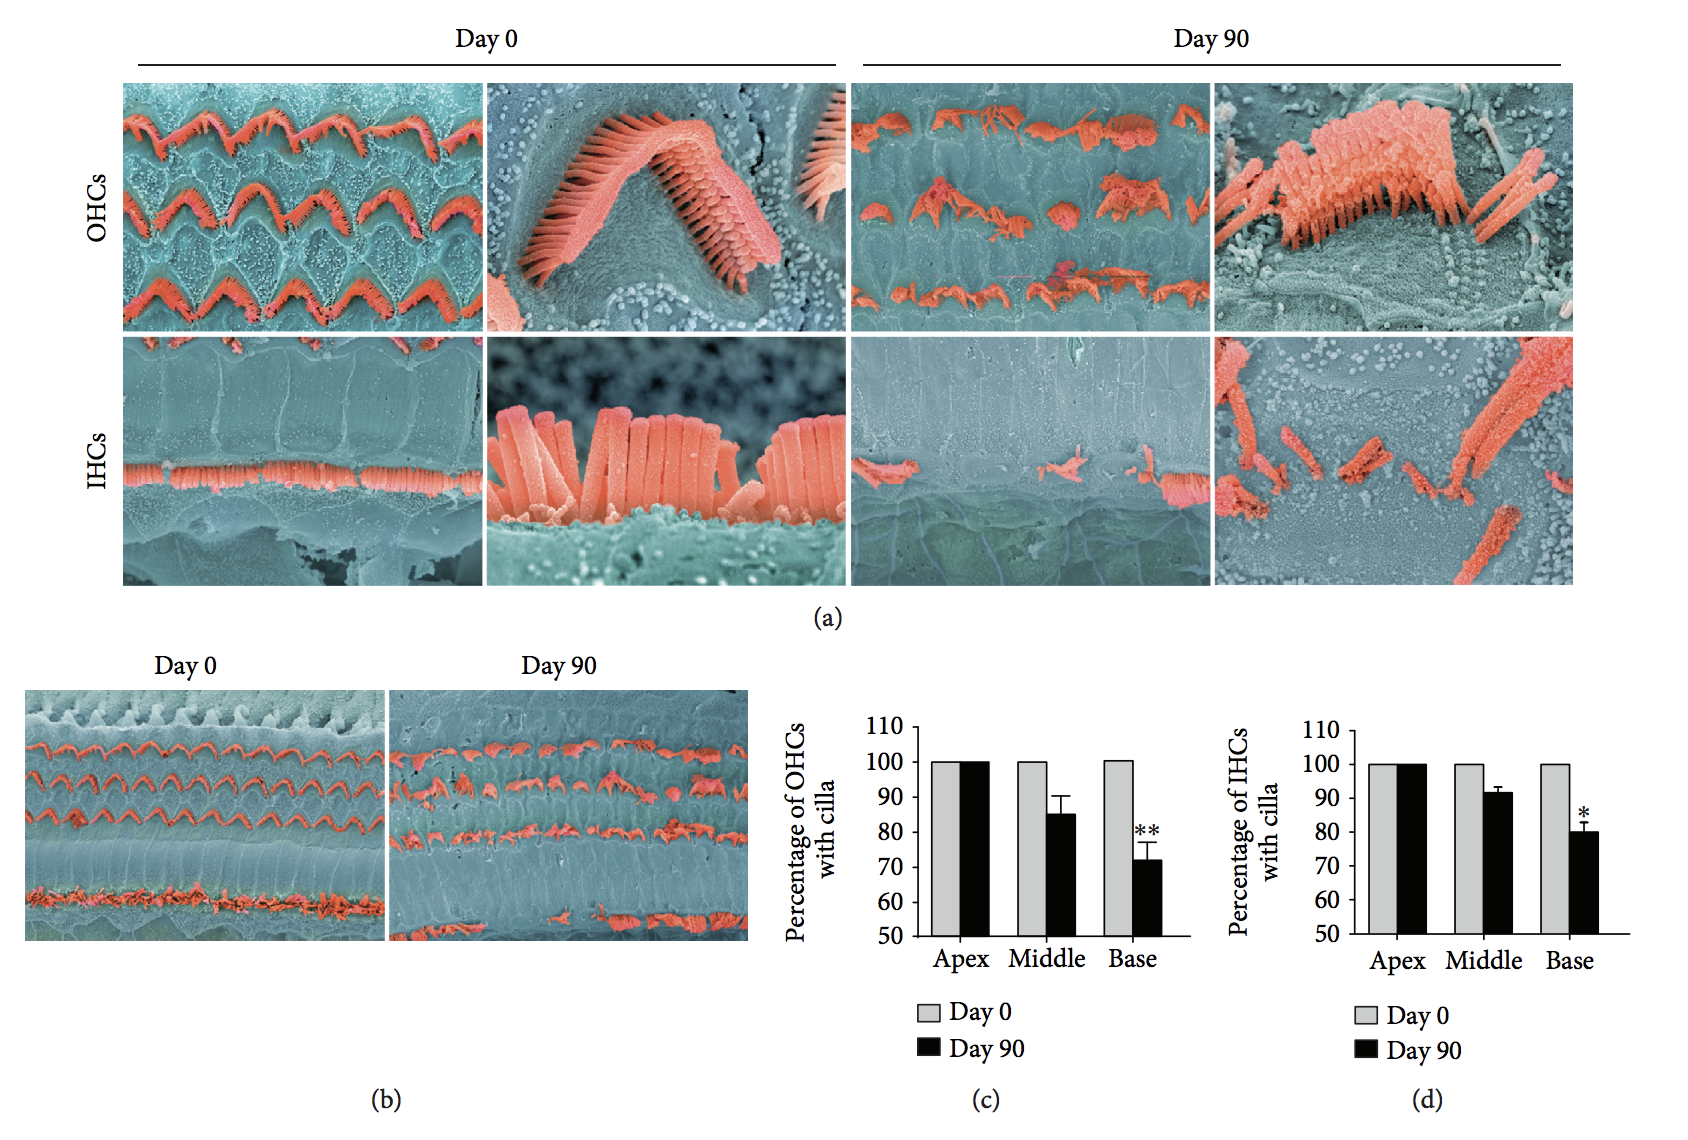 Day 0
Day 90
OHCs
IHCs
(a)
Day 0
Day 90
(b)
Percentage of OHCs
with cilla
110
100
90
80
70
60
50
**
Apex Middle Base
Day 0
Day 90
(c)
Percentage of IHCs
with cilla
110
100
90
80
70
60
50
*
Apex Middle Base
Day 0
Day 90
(d)